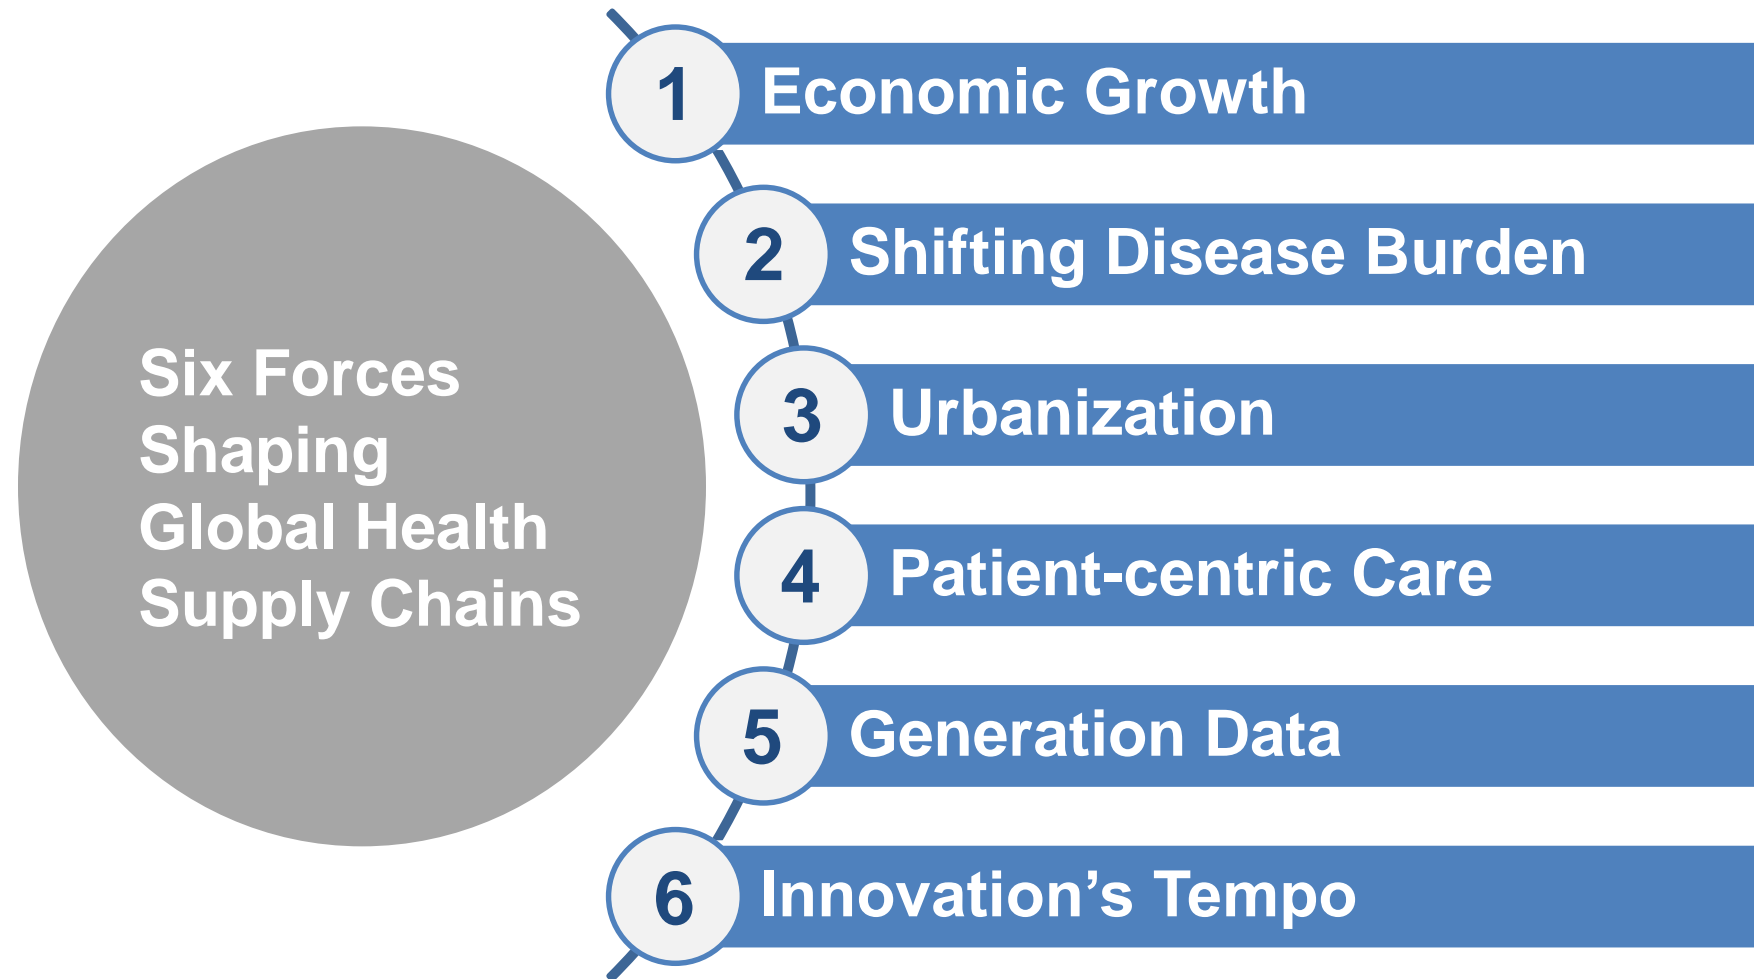 Six Forces
Shaping
Global Health
Supply Chains
1 Economic Growth
2 Shifting Disease Burden
3 Urbanization
4 Patient-centric Care
5 Generation Data
6 Innovation’s Tempo